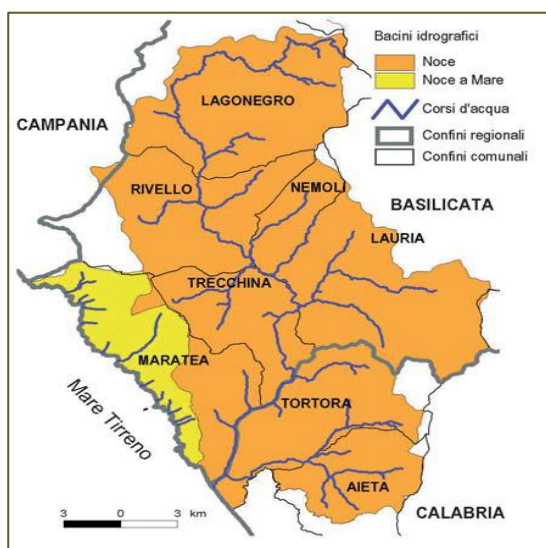 Bacini idrografici
Noce
Noce a Mare
Corsi d'acqua
Confini regionali
Confini comunali
LAGONEGRO
CAMPANIA
RIVELLO
NEMOLI
BASILICATA
LAURIA
TRECCHINA
MARATEA
Mare Tirreno
TORTORA
AIETA
CALABRIA
3 0 3 km